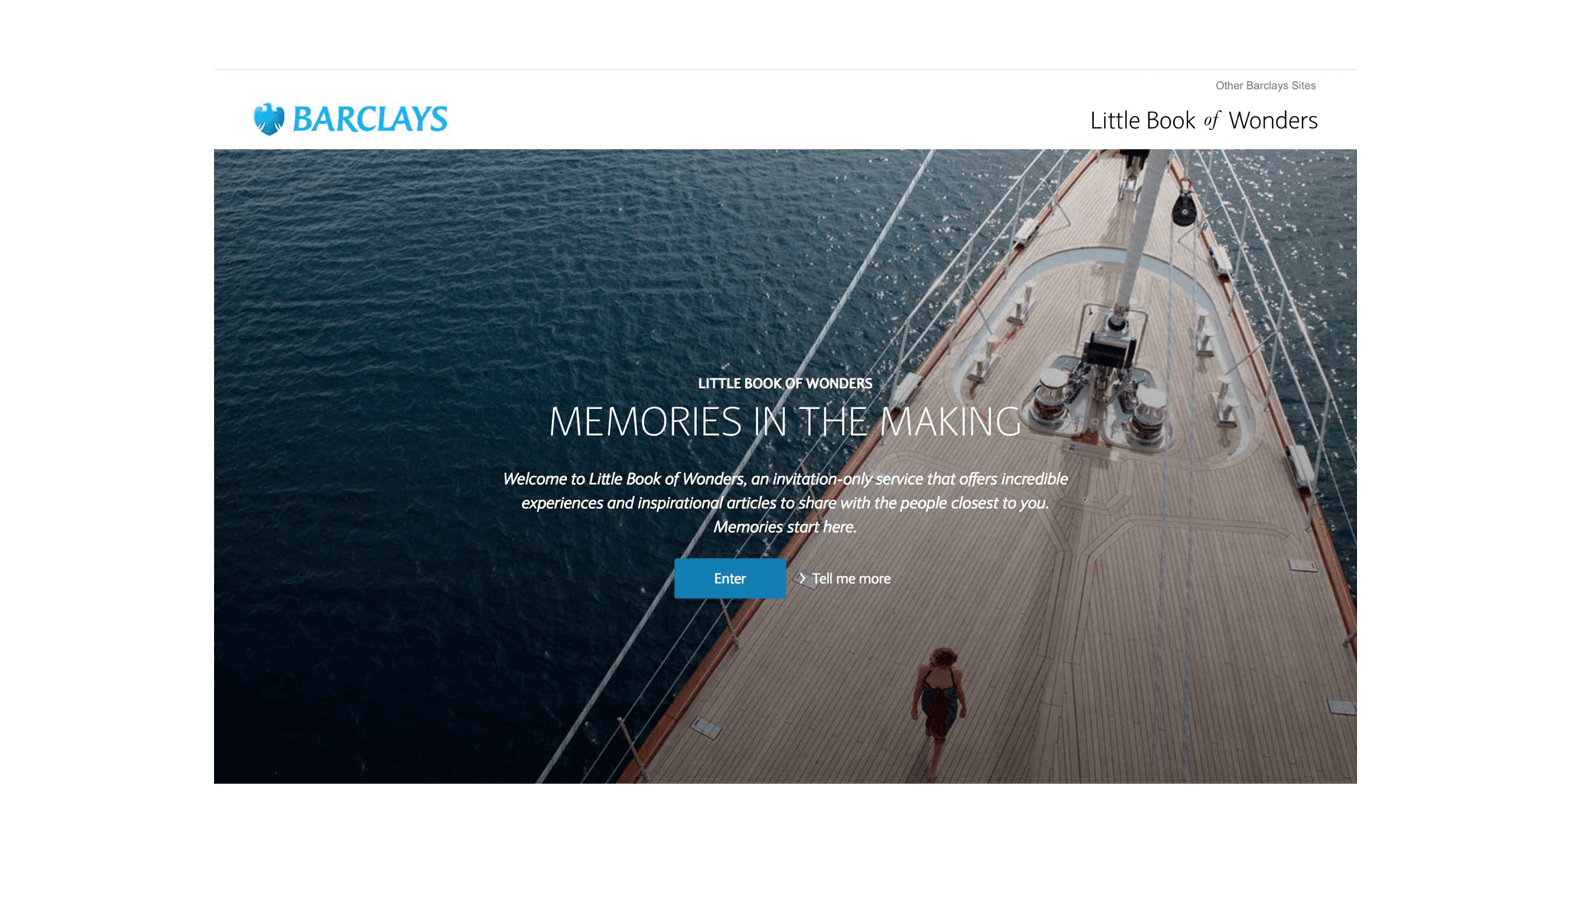 Other Barclays Sites
BARCLAYS
Little Book of Wonders
LITTLE BOOK OF WONDERS
MEMORIES IN THE MAKING
Welcome to Little Book of Wonders, an invitation-only service that offers incredible
experiences and inspirational articles to share with the people closest to you.
Memories start here.
Enter
Tell me more